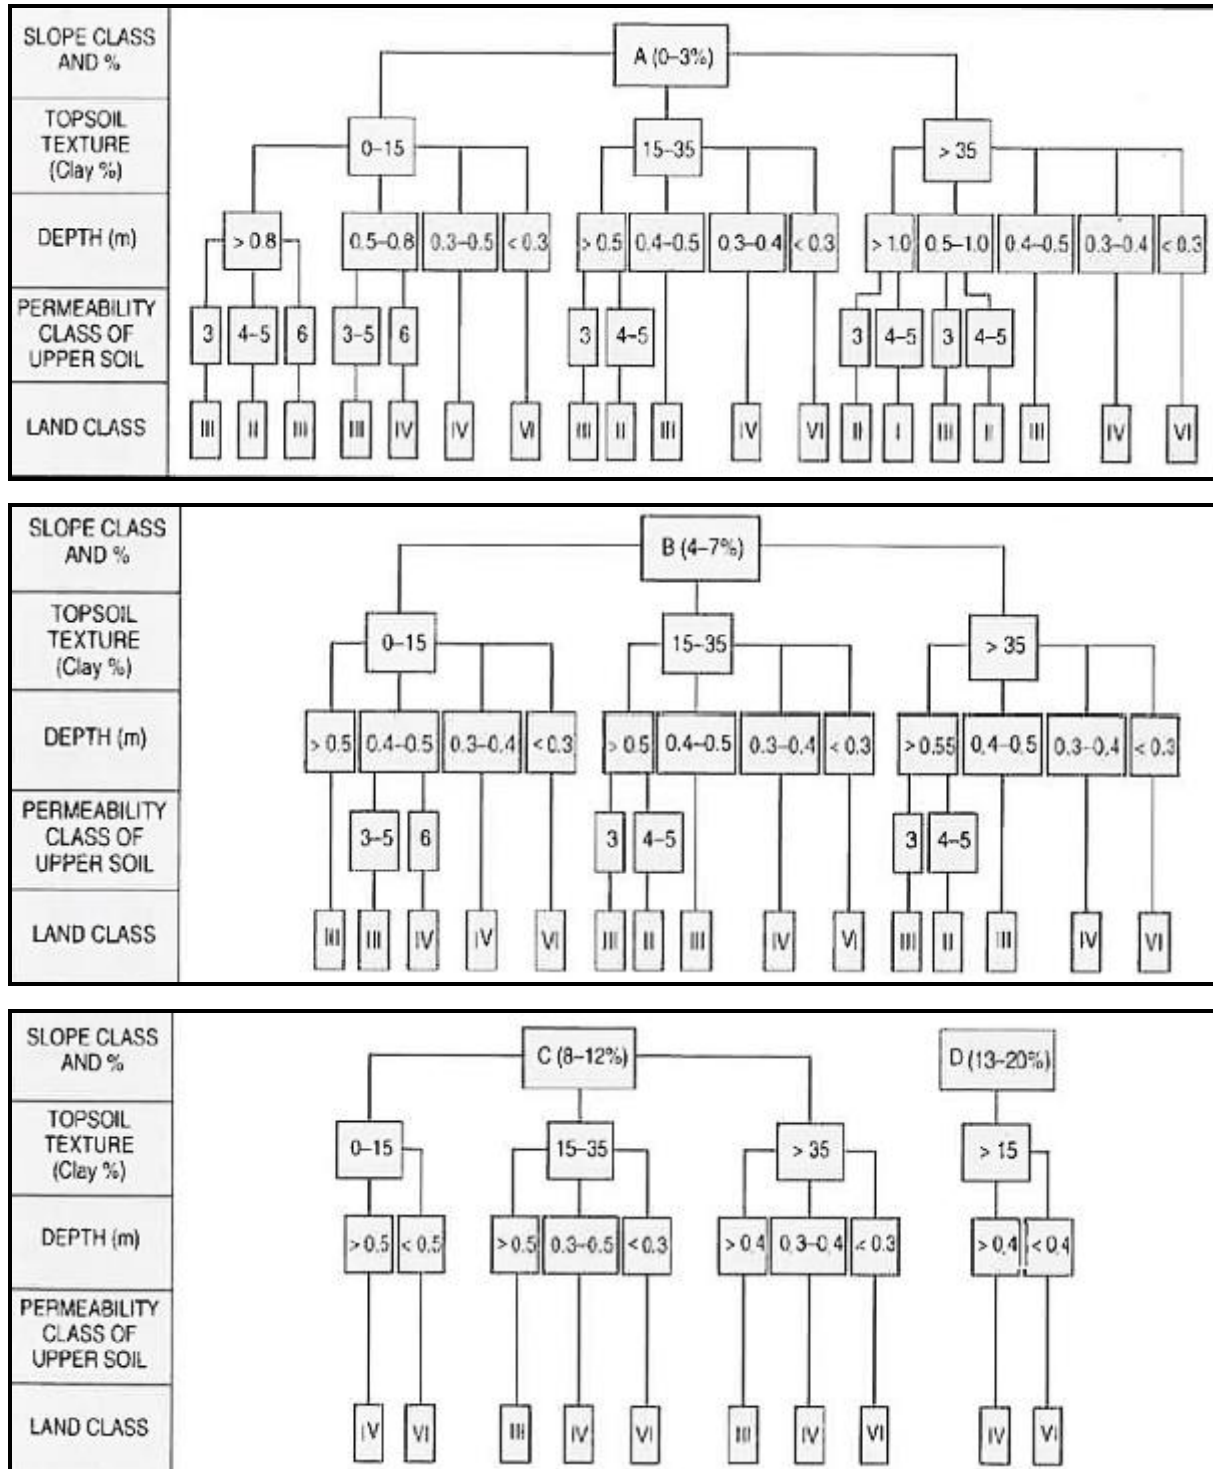 SLOPE CLASS
AND %
A (0–3%)
TOPSOIL
TEXTURE
(Clay %)
0–15 15–35 > 35
DEPTH (m)
> 0.8 0.5–0.8 0.3–0.5 < 0.3 > 0.5 0.4–0.5 0.3–0.4 < 0.3 > 1.0 0.5–1.0 0.4–0.5 0.3–0.4 < 0.3
PERMEABILITY
CLASS OF
UPPER SOIL
3 4–5 6 3–5 6 3 4–5 3 4–5 3 4–5
LAND CLASS
III II III III IV IV VI III II III IV VI II I III II III IV VI
SLOPE CLASS
AND %
B (4–7%)
TOPSOIL
TEXTURE
(Clay %)
0–15 15–35 > 35
DEPTH (m)
> 0.5 0.4–0.5 0.3–0.4 < 0.3 > 0.5 0.4–0.5 0.3–0.4 < 0.3 > 0.55 0.4–0.5 0.3–0.4 < 0.3
PERMEABILITY
CLASS OF
UPPER SOIL
3–5 6 3 4–5 3 4–5
LAND CLASS
III III IV IV VI III II III IV VI III II III IV VI
SLOPE CLASS
AND %
C (8–12%) D (13–20%)
TOPSOIL
TEXTURE
(Clay %)
0–15 15–35 > 35 > 15
DEPTH (m)
> 0.5 < 0.5 > 0.5 0.3–0.5 < 0.3 > 0.4 0.3–0.4 < 0.3 > 0.4 < 0.4
PERMEABILITY
CLASS OF
UPPER SOIL
LAND CLASS
IV VI III IV VI III IV VI IV VI